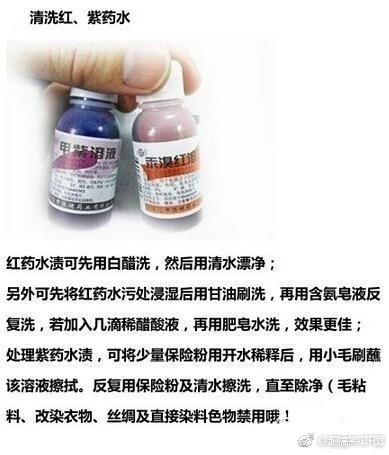 清洗红、紫药水
甲紫溶液
汞溴红溶
红药水渍可先用白醋洗，然后用清水漂净；
另外可先将红药水污处浸湿后用甘油刷洗，再用含氨皂液反
复洗，若加入几滴稀醋酸液，再用肥皂水洗，效果更佳；
处理紫药水渍，可将少量保险粉用开水稀释后，用小毛刷蘸
该溶液擦拭。反复用保险粉及清水擦洗，直至除净（毛粘
料、改染衣物、丝绸及直接染料色物禁用哦！